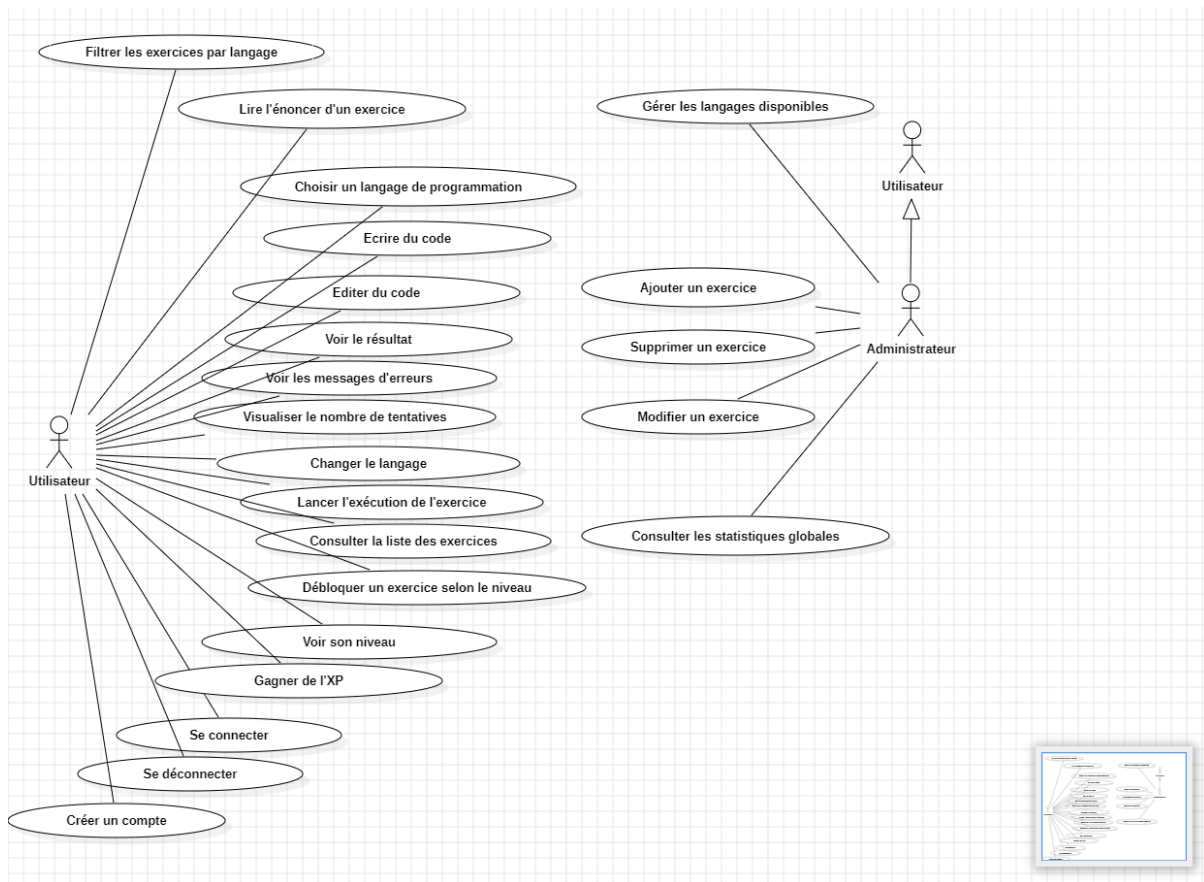 Filtrer les exercices par langage
Lire l'énoncer d'un exercice
Choisir un langage de programmation
Ecrire du code
Editer du code
Voir le résultat
Voir les messages d'erreurs
Visualiser le nombre de tentatives
Utilisateur
Changer le langage
Lancer l'exécution de l'exercice
Consulter la liste des exercices
Débloquer un exercice selon le niveau
Voir son niveau
Gagner de l'XP
Se connecter
Se déconnecter
Créer un compte
Gérer les langages disponibles
Utilisateur
Ajouter un exercice
Supprimer un exercice
Administrateur
Modifier un exercice
Consulter les statistiques globales